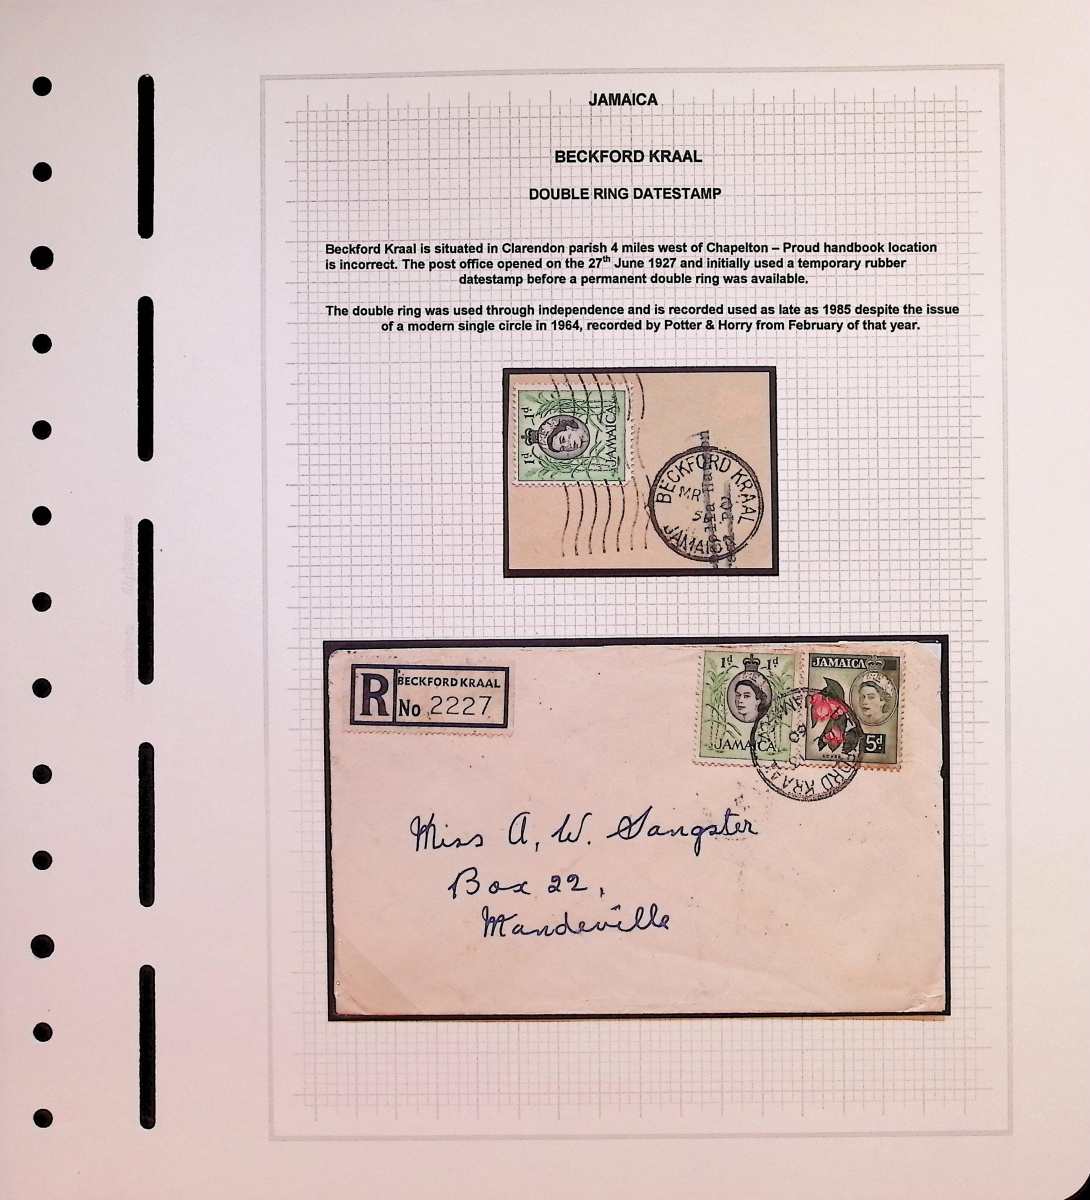 JAMAICA
BECKFORD KRAAL
DOUBLE RING DATESTAMP
Beckford Kraal is situated in Clarendon parish 4 miles west of Chapelton – Proud handbook location
is incorrect. The post office opened on the 27th June 1927 and initially used a temporary rubber
datestamp before a permanent double ring was available.
The double ring was used through independence and is recorded used as late as 1985 despite the issue
of a modern single circle in 1964, recorded by Potter & Horry from February of that year.
1d 1d
JAMAICA
BECKFORD KRAAL
MR
JAMAICA
R
BECKFORD KRAAL
No 2227
1d 1d
JAMAICA
JAMAICA
5d
60
Miss A. W. Sangster
Box 22,
Mandeville